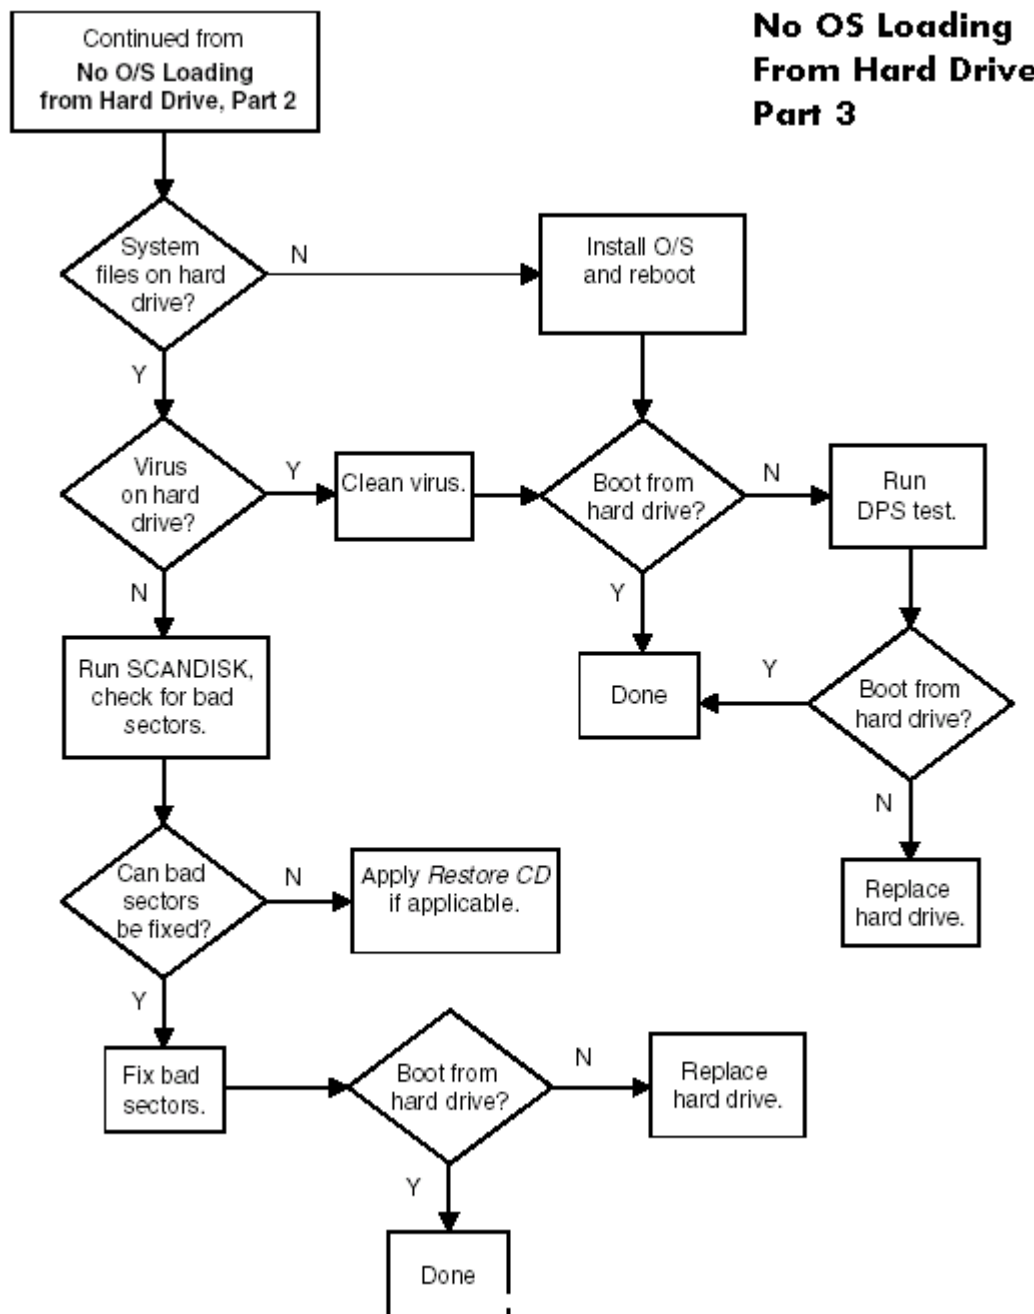 No OS Loading
From Hard Drive
Part 3
Continued from
No O/S Loading
from Hard Drive, Part 2
System
files on hard
drive?
N
Install O/S
and reboot
Y
Virus
on hard
drive?
Y
Clean virus.
Boot from
hard drive?
N
Run
DPS test.
N
Y
Run SCANDISK,
check for bad
sectors.
Done
Y
Boot from
hard drive?
N
Can bad
sectors
be fixed?
N
Apply Restore CD
if applicable.
Replace
hard drive.
Y
Fix bad
sectors.
Boot from
hard drive?
N
Replace
hard drive.
Y
Done